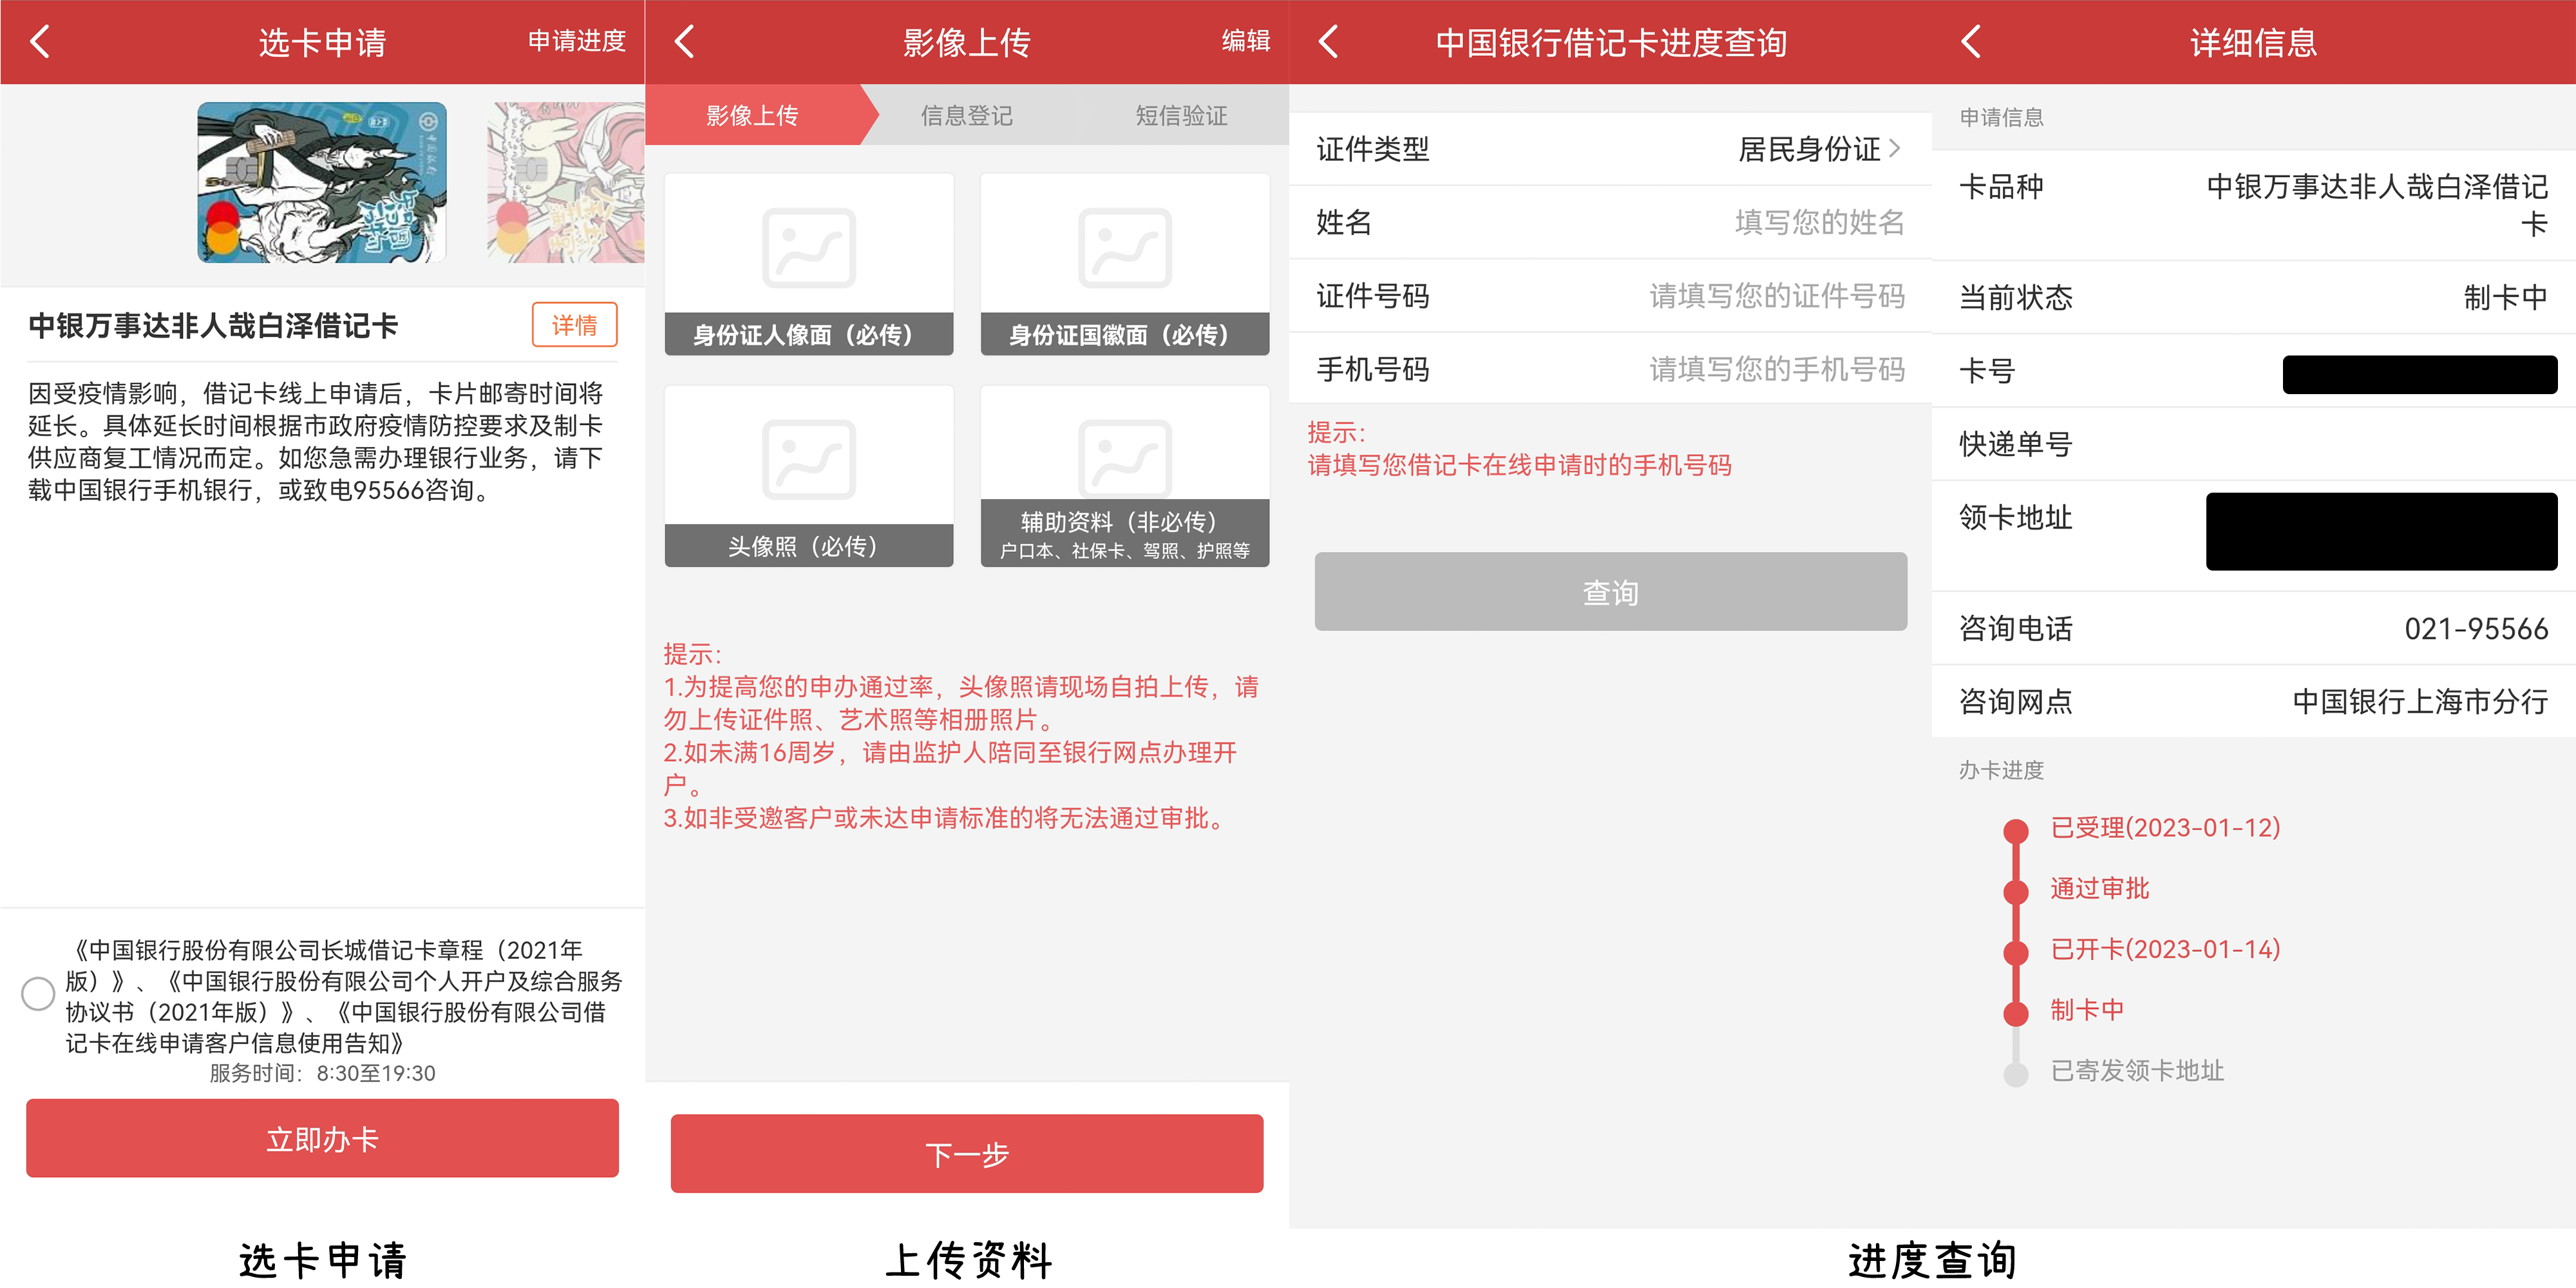 选卡申请
申请进度
中国银行
中银万事达非人哉白泽借记卡
详情
因受疫情影响，借记卡线上申请后，卡片邮寄时间将
延长。具体延长时间根据市政府疫情防控要求及制卡
供应商复工情况而定。如您急需办理银行业务，请下
载中国银行手机银行，或致电95566咨询。
《中国银行股份有限公司长城借记卡章程（2021年
版）》、《中国银行股份有限公司个人开户及综合服务
协议书（2021年版）》、《中国银行股份有限公司借
记卡在线申请客户信息使用告知》
服务时间：8:30至19:30
立即办卡
选卡申请
影像上传
编辑
影像上传
信息登记
短信验证
身份证人像面（必传）
身份证国徽面（必传）
头像照（必传）
辅助资料（非必传）
户口本、社保卡、驾照、护照等
提示：
1.为提高您的申办通过率，头像照请现场自拍上传，请
勿上传证件照、艺术照等相册照片。
2.如未满16周岁，请由监护人陪同至银行网点办理开
户。
3.如非受邀客户或未达申请标准的将无法通过审批。
下一步
上传资料
中国银行借记卡进度查询
证件类型
居民身份证
姓名
填写您的姓名
证件号码
请填写您的证件号码
手机号码
请填写您的手机号码
提示：
请填写您借记卡在线申请时的手机号码
查询
详细信息
申请信息
卡品种
中银万事达非人哉白泽借记
卡
当前状态
制卡中
卡号
快递单号
领卡地址
咨询电话
021-95566
咨询网点
中国银行上海市分行
办卡进度
已受理(2023-01-12)
通过审批
已开卡(2023-01-14)
制卡中
已寄发领卡地址
进度查询